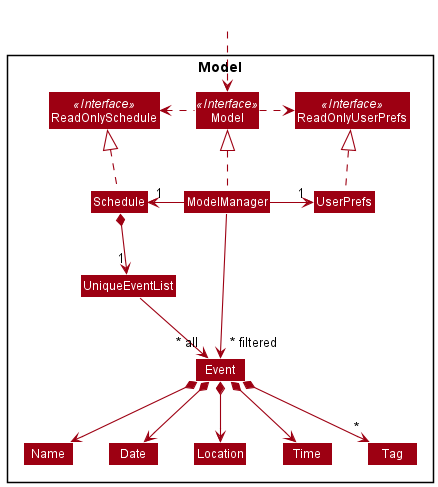 Model
«Interface»
ReadOnlySchedule
«Interface»
Model
«Interface»
ReadOnlyUserPrefs
Schedule
1
ModelManager
1
UserPrefs
1
UniqueEventList
* all
* filtered
Event
*
Name
Date
Location
Time
Tag